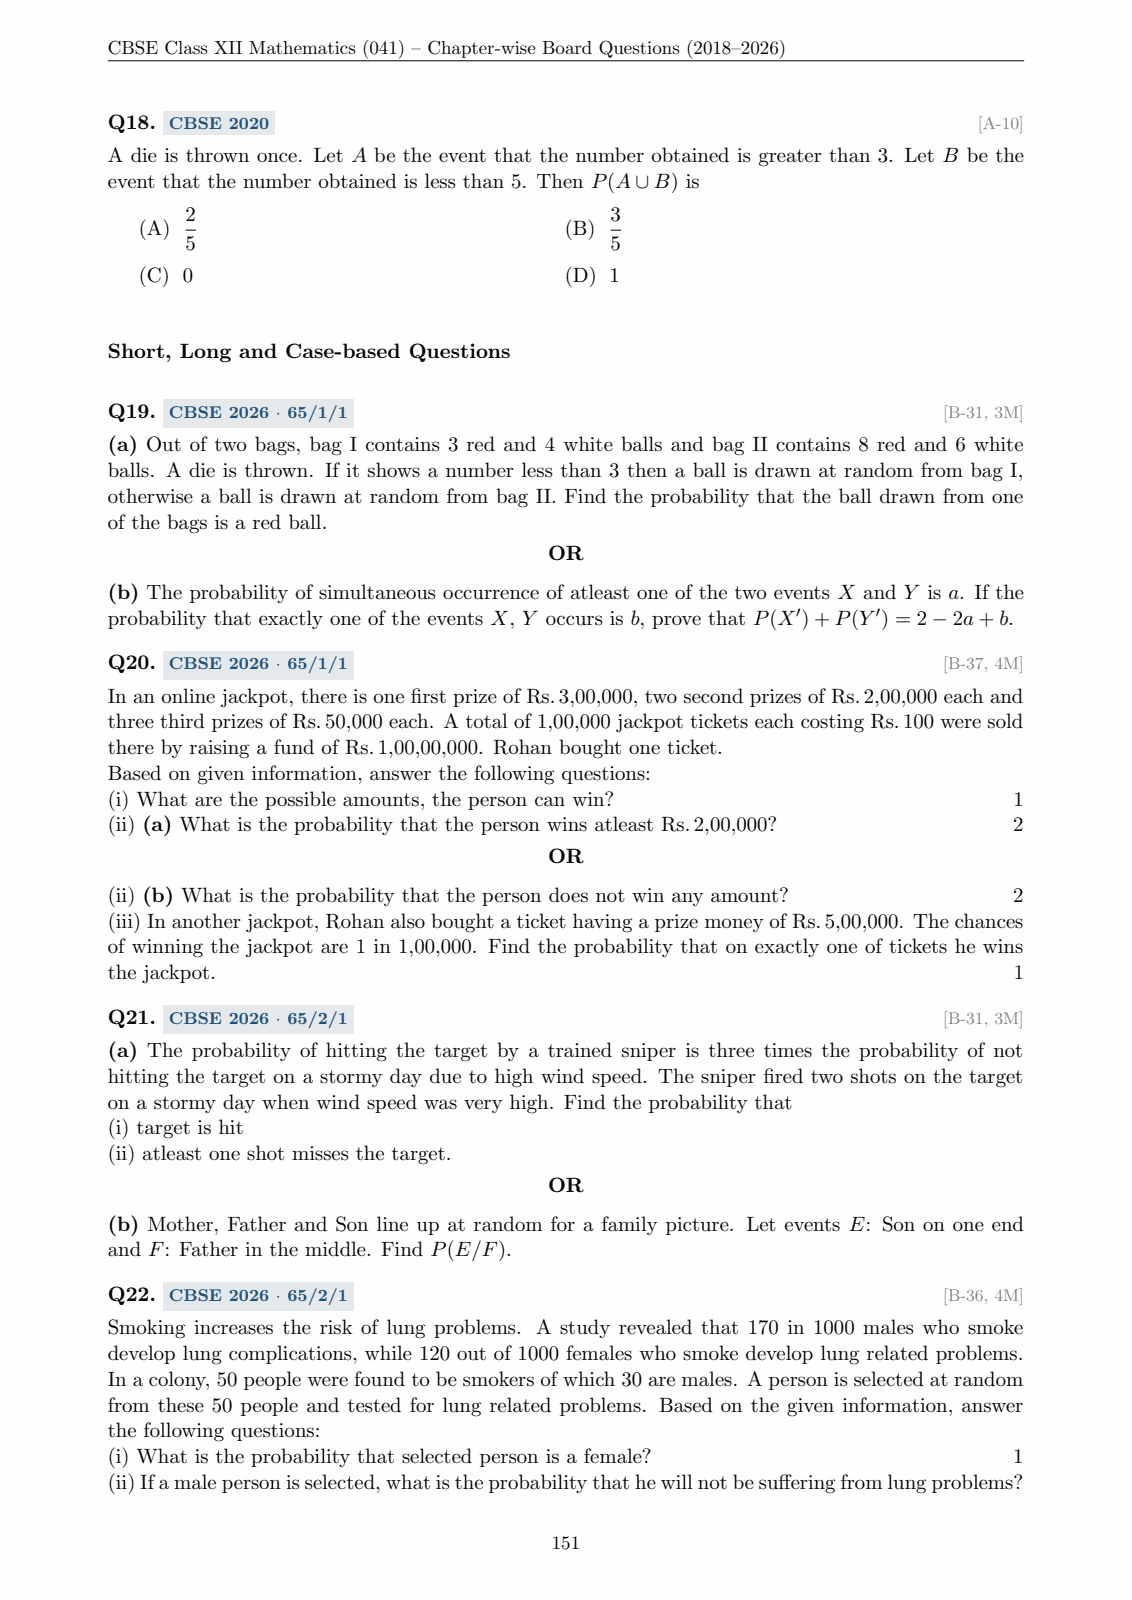 CBSE Class XII Mathematics (041) – Chapter-wise Board Questions (2018–2026)
Q18. CBSE 2020 [A-10]
A die is thrown once. Let A be the event that the number obtained is greater than 3. Let B be the
event that the number obtained is less than 5. Then P(A ∪ B) is
(A) 2/5 (B) 3/5
(C) 0 (D) 1
Short, Long and Case-based Questions
Q19. CBSE 2026 · 65/1/1 [B-31, 3M]
(a) Out of two bags, bag I contains 3 red and 4 white balls and bag II contains 8 red and 6 white
balls. A die is thrown. If it shows a number less than 3 then a ball is drawn at random from bag I,
otherwise a ball is drawn at random from bag II. Find the probability that the ball drawn from one
of the bags is a red ball.
OR
(b) The probability of simultaneous occurrence of atleast one of the two events X and Y is a. If the
probability that exactly one of the events X, Y occurs is b, prove that P(X′) + P(Y′) = 2 − 2a + b.
Q20. CBSE 2026 · 65/1/1 [B-37, 4M]
In an online jackpot, there is one first prize of Rs. 3,00,000, two second prizes of Rs. 2,00,000 each and
three third prizes of Rs. 50,000 each. A total of 1,00,000 jackpot tickets each costing Rs. 100 were sold
there by raising a fund of Rs. 1,00,00,000. Rohan bought one ticket.
Based on given information, answer the following questions:
(i) What are the possible amounts, the person can win? 1
(ii) (a) What is the probability that the person wins atleast Rs. 2,00,000? 2
OR
(ii) (b) What is the probability that the person does not win any amount? 2
(iii) In another jackpot, Rohan also bought a ticket having a prize money of Rs. 5,00,000. The chances
of winning the jackpot are 1 in 1,00,000. Find the probability that on exactly one of tickets he wins
the jackpot. 1
Q21. CBSE 2026 · 65/2/1 [B-31, 3M]
(a) The probability of hitting the target by a trained sniper is three times the probability of not
hitting the target on a stormy day due to high wind speed. The sniper fired two shots on the target
on a stormy day when wind speed was very high. Find the probability that
(i) target is hit
(ii) atleast one shot misses the target.
OR
(b) Mother, Father and Son line up at random for a family picture. Let events E: Son on one end
and F: Father in the middle. Find P(E/F).
Q22. CBSE 2026 · 65/2/1 [B-36, 4M]
Smoking increases the risk of lung problems. A study revealed that 170 in 1000 males who smoke
develop lung complications, while 120 out of 1000 females who smoke develop lung related problems.
In a colony, 50 people were found to be smokers of which 30 are males. A person is selected at random
from these 50 people and tested for lung related problems. Based on the given information, answer
the following questions:
(i) What is the probability that selected person is a female? 1
(ii) If a male person is selected, what is the probability that he will not be suffering from lung problems?
151